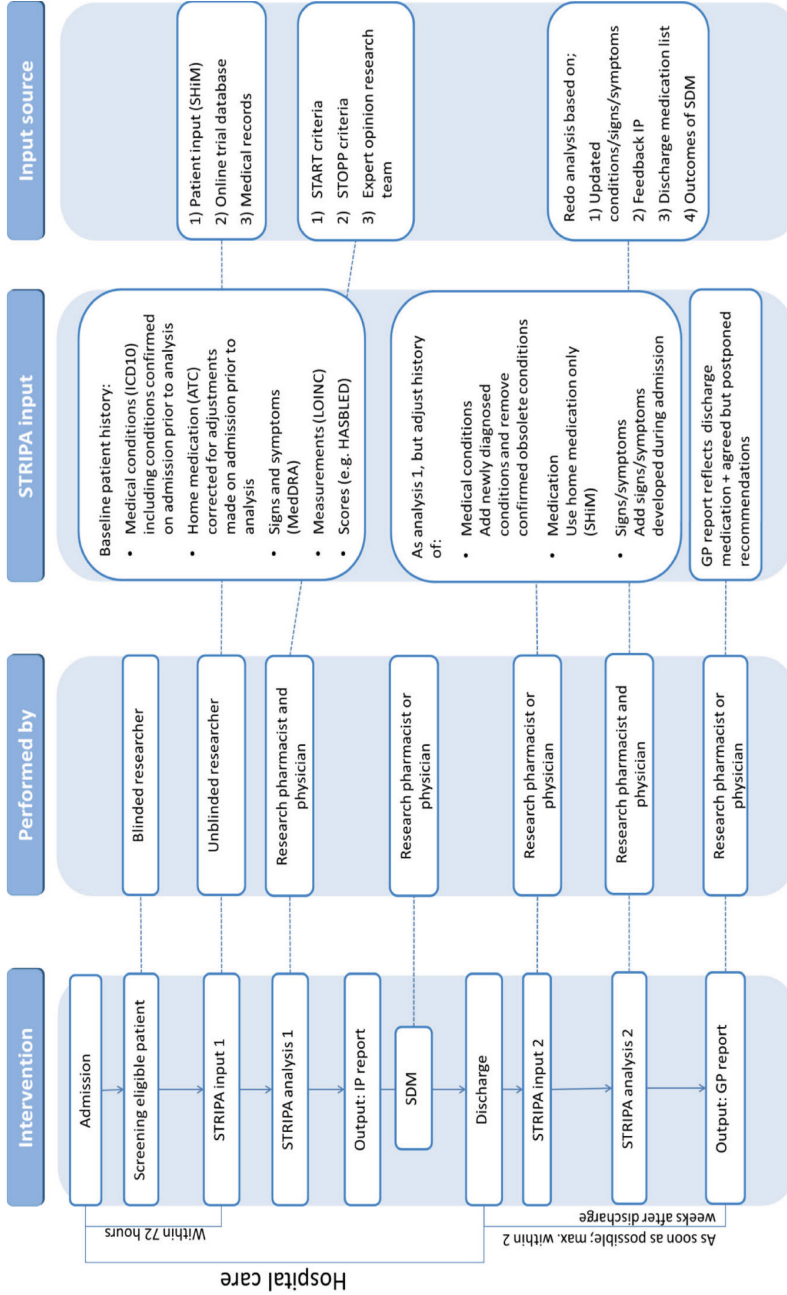 Intervention
Performed by
STRIPA input
Input source
Hospital care
Within 72 hours
As soon as possible; max. within 2
weeks after discharge
Admission
Screening eligible patient
STRIPA input 1
STRIPA analysis 1
Output: IP report
SDM
Discharge
STRIPA input 2
STRIPA analysis 2
Output: GP report
Blinded researcher
Unblinded researcher
Research pharmacist and
physician
Research pharmacist or
physician
Research pharmacist or
physician
Research pharmacist and
physician
Research pharmacist or
physician
Baseline patient history:
• Medical conditions (ICD10)
including conditions confirmed
on admission prior to analysis
• Home medication (ATC)
corrected for adjustments
made on admission prior to
analysis
• Signs and symptoms
(MedDRA)
• Measurements (LOINC)
• Scores (e.g. HASBLED)
As analysis 1, but adjust history
of:
• Medical conditions
Add newly diagnosed
conditions and remove
confirmed obsolete conditions
• Medication
Use home medication only
(SHiM)
• Signs/symptoms
Add signs/symptoms
developed during admission
GP report reflects discharge
medication + agreed but postponed
recommendations
1) Patient input (SHiM)
2) Online trial database
3) Medical records
1) START criteria
2) STOPP criteria
3) Expert opinion research
team
Redo analysis based on;
1) Updated
conditions/signs/symptoms
2) Feedback IP
3) Discharge medication list
4) Outcomes of SDM